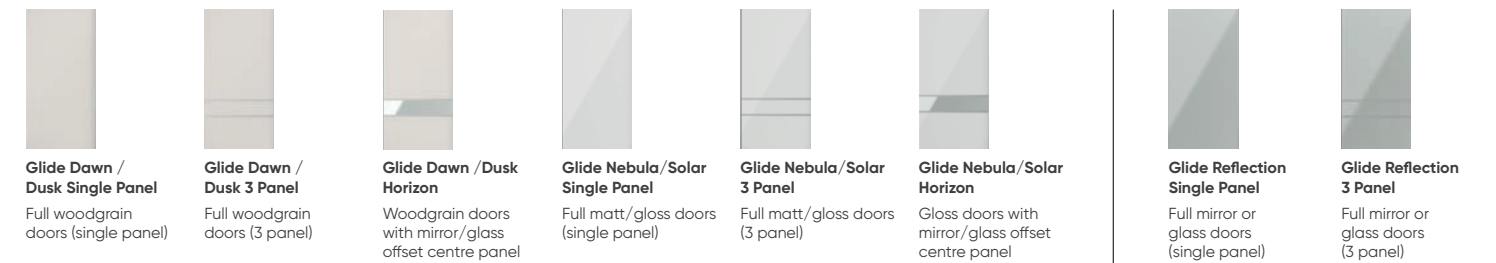 Glide Dawn /
Dusk Single Panel
Full woodgrain
doors (single panel)
Glide Dawn /
Dusk 3 Panel
Full woodgrain
doors (3 panel)
Glide Dawn /Dusk
Horizon
Woodgrain doors
with mirror/glass
offset centre panel
Glide Nebula/Solar
Single Panel
Full matt/gloss doors
(single panel)
Glide Nebula/Solar
3 Panel
Full matt/gloss doors
(3 panel)
Glide Nebula/Solar
Horizon
Gloss doors with
mirror/glass offset
centre panel
Glide Reflection
Single Panel
Full mirror or
glass doors
(single panel)
Glide Reflection
3 Panel
Full mirror or
glass doors
(3 panel)